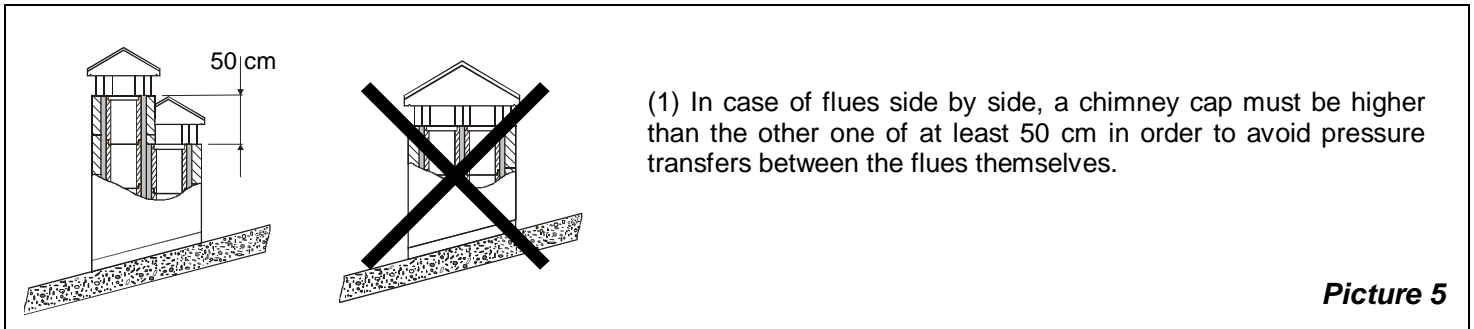 50 cm
(1) In case of flues side by side, a chimney cap must be higher
than the other one of at least 50 cm in order to avoid pressure
transfers between the flues themselves.
Picture 5